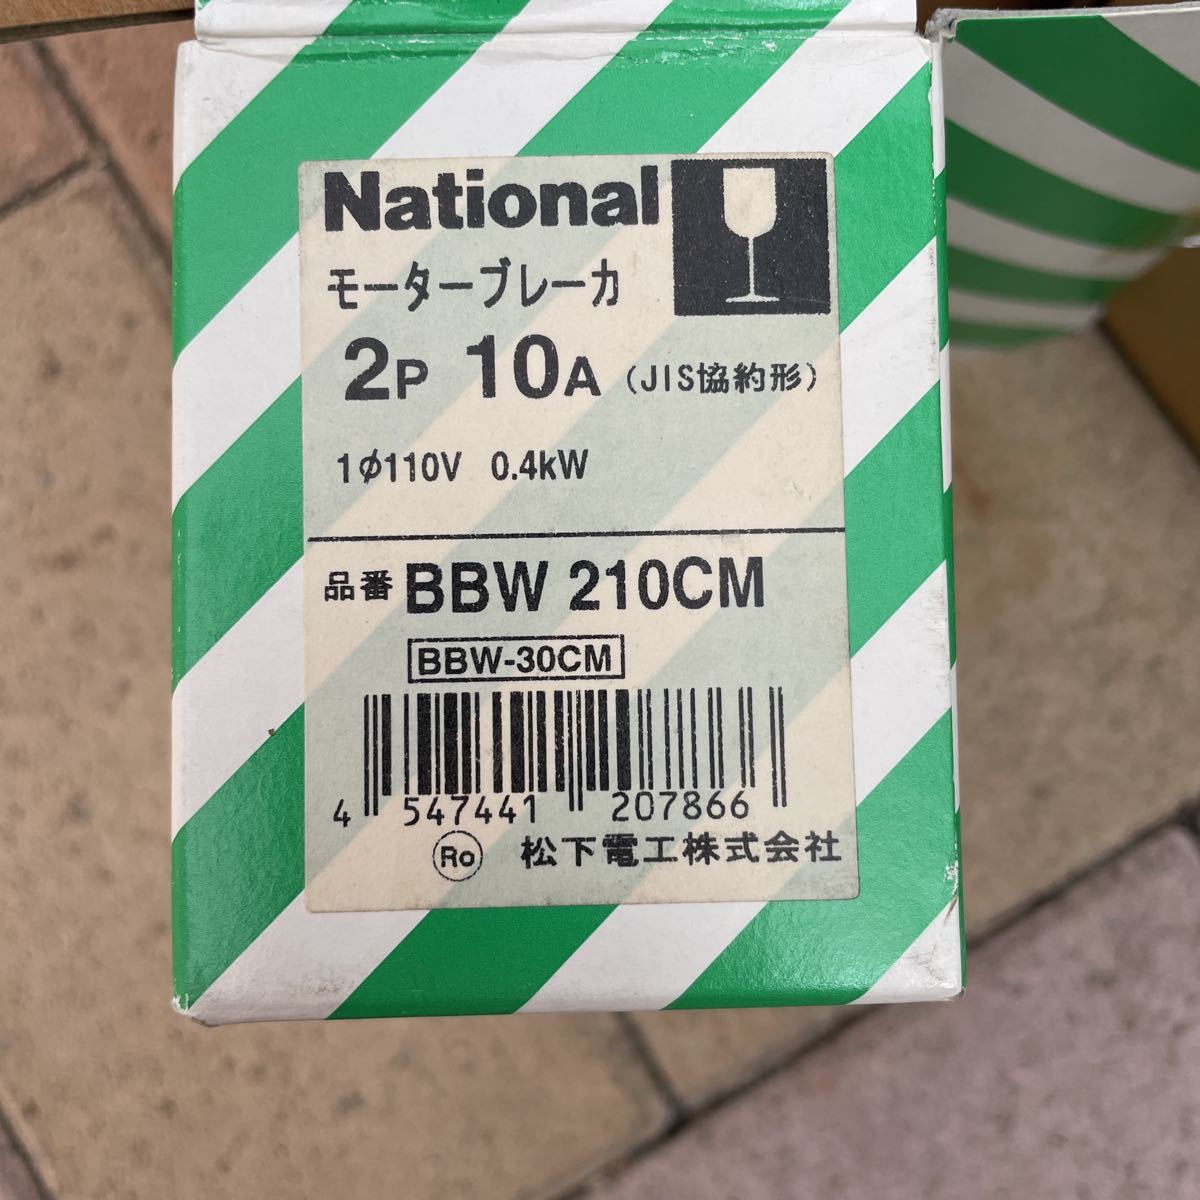 National
モーターブレーカ
2P 10A (JIS協約形)
1φ110V 0.4kW
品番 BBW 210CM
BBW-30CM
4 547441 207866
Ro 松下電工株式会社